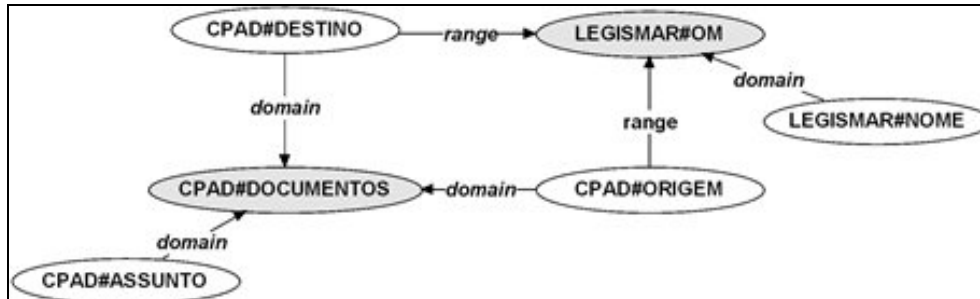 CPAD#DESTINO
range
LEGISMAR#OM
domain
domain
range
LEGISMAR#NOME
CPAD#DOCUMENTOS
domain
CPAD#ORIGEM
domain
CPAD#ASSUNTO